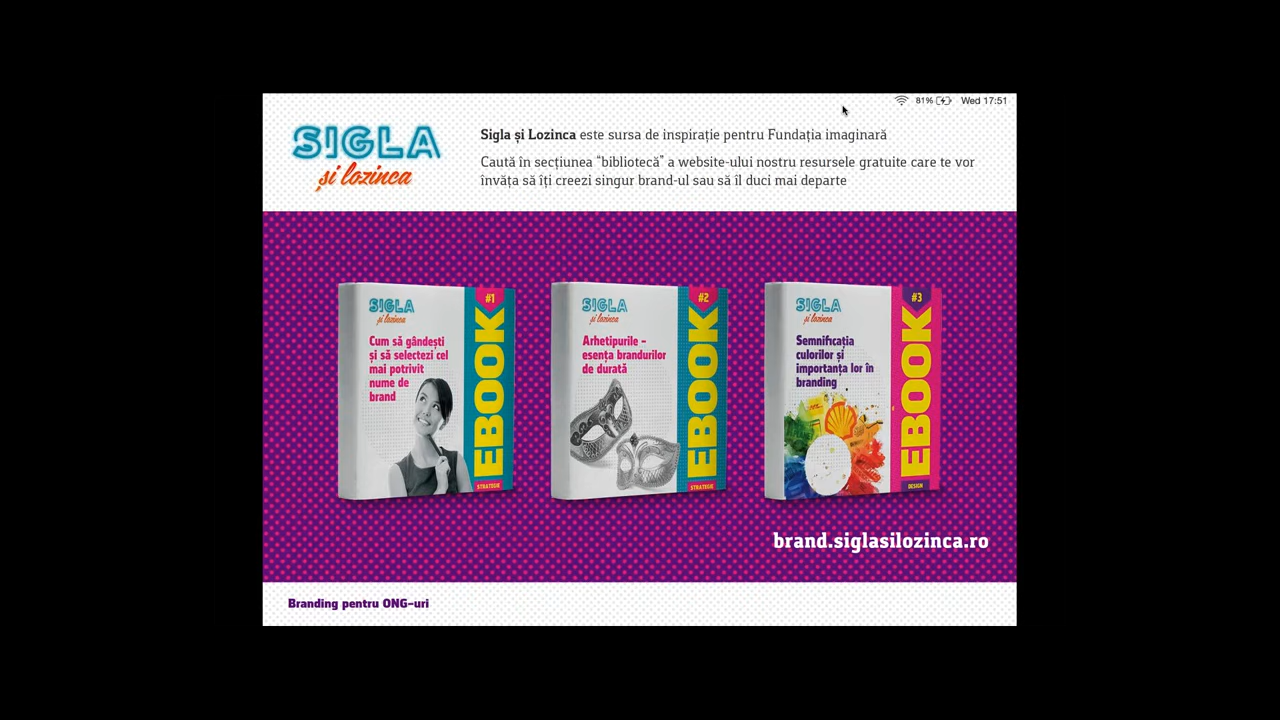 81%
Wed 17:51
SIGLA
și lozinca
Sigla și Lozinca este sursa de inspirație pentru Fundația imaginară
Caută în secțiunea “bibliotecă” a website-ului nostru resursele gratuite care te vor
învăța să îți creezi singur brand-ul sau să îl duci mai departe
SIGLA
și lozinca
Cum să gândești
și să selectezi cel
mai potrivit
nume de
brand
#1
EBOOK
STRATEGIE
SIGLA
și lozinca
Arhetipurile –
esența brandurilor
de durată
#2
EBOOK
STRATEGIE
SIGLA
și lozinca
Semnificația
culorilor și
importanța lor în
branding
#3
EBOOK
DESIGN
brand.siglasilozinca.ro
Branding pentru ONG-uri